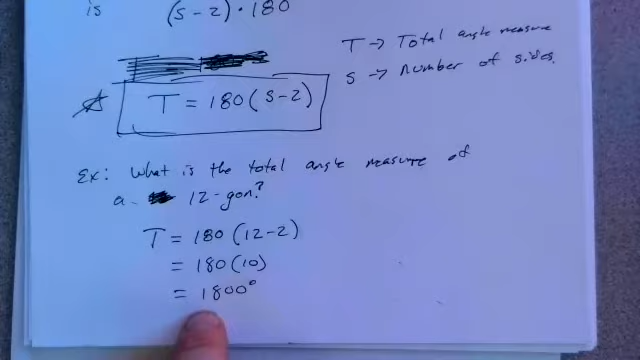 is (s-2)·180
T → Total angle measure
s → Number of sides.
T = 180(s-2)
Ex: What is the total angle measure of
a 12-gon?
T = 180(12-2)
= 180(10)
= 1800°